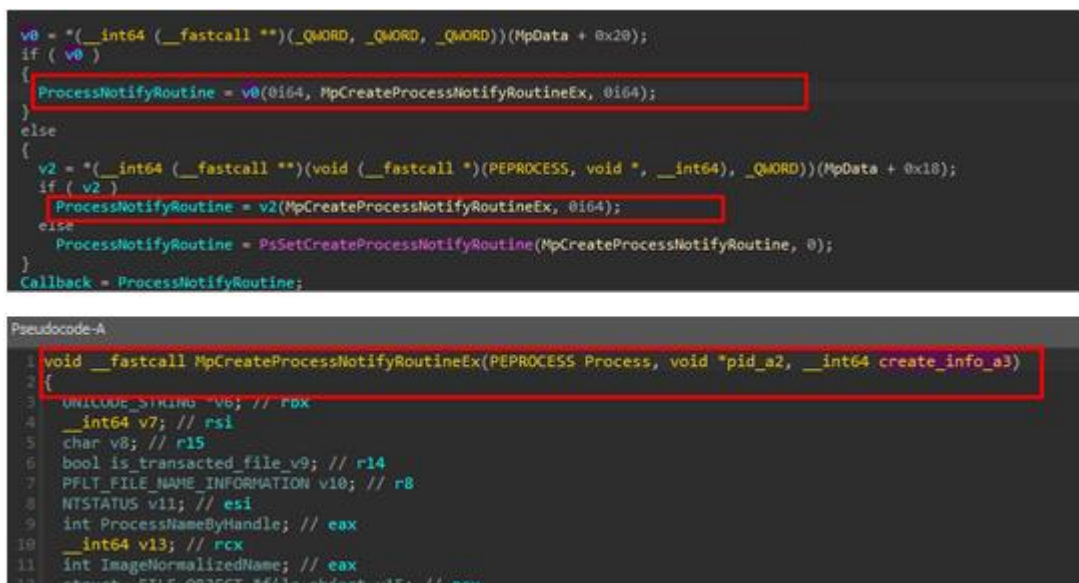 v0 = *(__int64 (__fastcall **)(_QWORD, _QWORD, _QWORD))(MpData + 0x20);
if ( v0 )
{
ProcessNotifyRoutine = v0(0i64, MpCreateProcessNotifyRoutineEx, 0i64);
}
else
{
v2 = *(__int64 (__fastcall **)(void (__fastcall *)(PEPROCESS, void *, __int64), _QWORD))(MpData + 0x18);
if ( v2 )
ProcessNotifyRoutine = v2(MpCreateProcessNotifyRoutineEx, 0i64);
else
ProcessNotifyRoutine = PsSetCreateProcessNotifyRoutine(MpCreateProcessNotifyRoutine, 0);
}
Callback = ProcessNotifyRoutine;
Pseudocode-A
1 void __fastcall MpCreateProcessNotifyRoutineEx(PEPROCESS Process, void *pid_a2, __int64 create_info_a3)
2 {
3 UNICODE_STRING *v6; // rbx
4 __int64 v7; // rsi
5 char v8; // r15
6 bool is_transacted_file_v9; // r14
7 PFLT_FILE_NAME_INFORMATION v10; // r8
8 NTSTATUS v11; // esi
9 int ProcessNameByHandle; // eax
10 __int64 v13; // rcx
11 int ImageNormalizedName; // eax